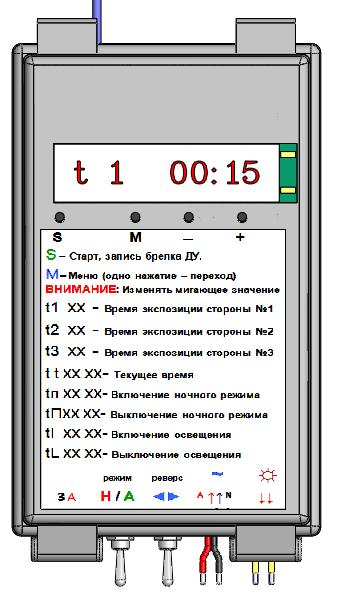 t 1 00:15
S M — +
S – Старт, запись брелка ДУ.
М – Меню (одно нажатие – переход)
ВНИМАНИЕ: Изменять мигающее значение
t1 XX – Время экспозиции стороны №1
t2 XX – Время экспозиции стороны №2
t3 XX – Время экспозиции стороны №3
t t XX XX– Текущее время
tп XX XX– Включение ночного режима
tП XX XX– Выключение ночного режима
tI XX XX– Включение освещения
tL XX XX– Выключение освещения
режим реверс ~
3 А Н / А ◄► А ↑↑ N ↓↓